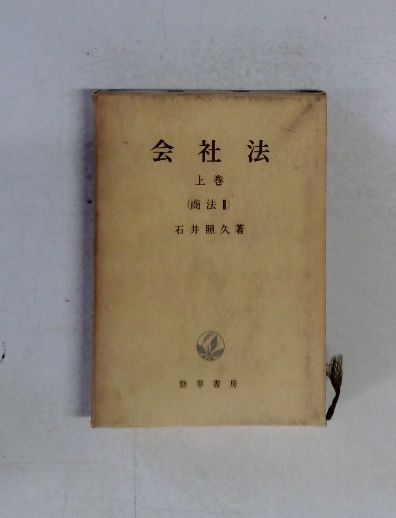 会社法
上巻
(商法Ⅱ)
石井照久著
勁草書房